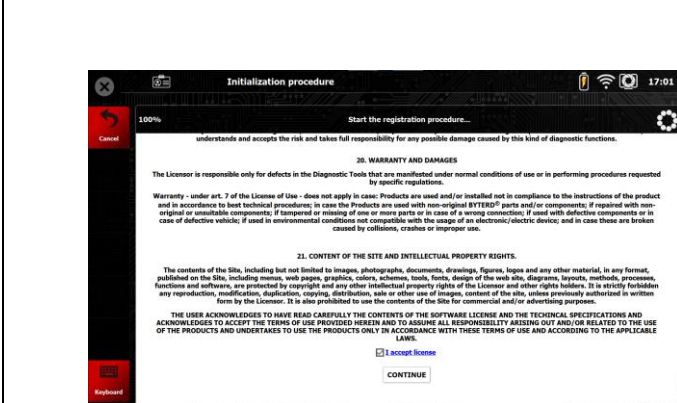 Initialization procedure
17:01
Cancel
100%
Start the registration procedure...
understands and accepts the risk and takes full responsibility for any possible damage caused by this kind of diagnostic functions.
20. WARRANTY AND DAMAGES
The Licensor is responsible only for defects in the Diagnostic Tools that are manifested under normal conditions of use or in performing procedures requested
by specific regulations.
Warranty - under art. 7 of the License of Use - does not apply in case: Products are used and/or installed not in compliance to the instructions of the product
and in accordance to best technical procedures; in case the Products are used with non-original BYTERD® parts and/or components; if repaired with non-
original or unsuitable components; if tampered or missing of one or more parts or in case of a wrong connection; if used with defective components or in
case of defective vehicle; if used in environmental conditions not compatible with the usage of an electronic/electric device; and in case these are broken
caused by collisions, crashes or improper use.
21. CONTENT OF THE SITE AND INTELLECTUAL PROPERTY RIGHTS.
The contents of the Site, including but not limited to images, photographs, documents, drawings, figures, logos and any other material, in any format,
published on the Site, including menus, web pages, graphics, colors, schemes, tools, fonts, design of the web site, diagrams, layouts, methods, processes,
functions and software, are protected by copyright and any other intellectual property rights of the Licensor and other rights holders. It is strictly forbidden
any reproduction, modification, duplication, copying, distribution, sale or other use of images, content of the site, unless previously authorized in written
form by the Licensor. It is also prohibited to use the contents of the Site for commercial and/or advertising purposes.
THE USER ACKNOWLEDGES TO HAVE READ CAREFULLY THE CONTENTS OF THE SOFTWARE LICENSE AND THE TECHINCAL SPECIFICATIONS AND
ACKNOWLEDGES TO ACCEPT THE TERMS OF USE PROVIDED HEREIN AND TO ASSUME ALL RESPONSIBILITY ARISING OUT AND/OR RELATED TO THE USE
OF THE PRODUCTS AND UNDERTAKES TO USE THE PRODUCTS ONLY IN ACCORDANCE WITH THESE TERMS OF USE AND ACCORDING TO THE APPLICABLE
LAWS.
I accept license
CONTINUE
Keyboard